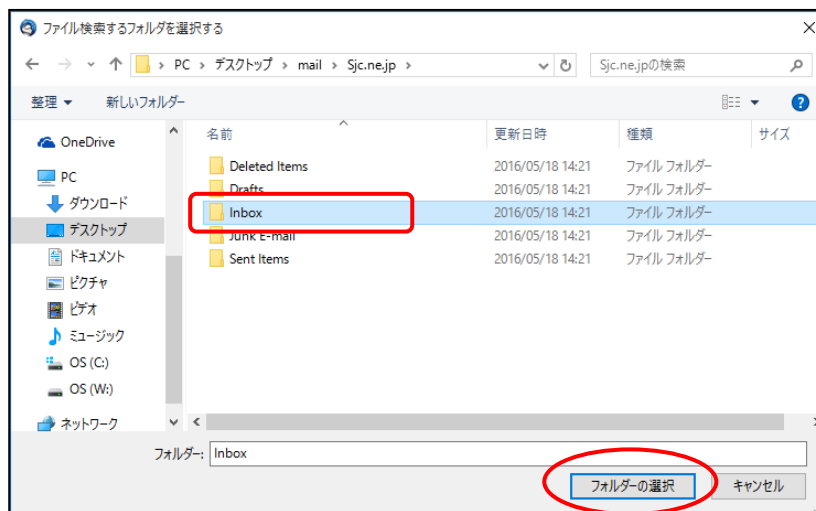 ファイル検索するフォルダを選択する
PC > デスクトップ > mail > Sjc.ne.jp >
Sjc.ne.jpの検索
整理
新しいフォルダー
名前 更新日時 種類 サイズ
OneDrive
PC
ダウンロード
デスクトップ
ドキュメント
ピクチャ
ビデオ
ミュージック
OS (C:)
OS (W:)
ネットワーク
Deleted Items 2016/05/18 14:21 ファイル フォルダー
Drafts 2016/05/18 14:21 ファイル フォルダー
Inbox 2016/05/18 14:21 ファイル フォルダー
Junk E-mail 2016/05/18 14:21 ファイル フォルダー
Sent Items 2016/05/18 14:21 ファイル フォルダー
フォルダー: Inbox
フォルダーの選択 キャンセル